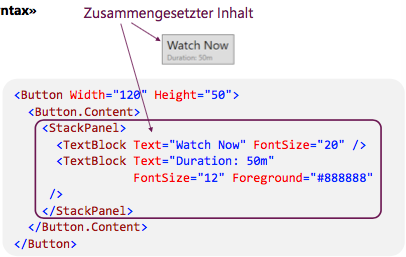 ntax»
Zusammengesetzter Inhalt
Watch Now
Duration: 50m
<Button Width="120" Height="50">
<Button.Content>
<StackPanel>
<TextBlock Text="Watch Now" FontSize="20" />
<TextBlock Text="Duration: 50m"
FontSize="12" Foreground="#888888"
/>
</StackPanel>
</Button.Content>
</Button>